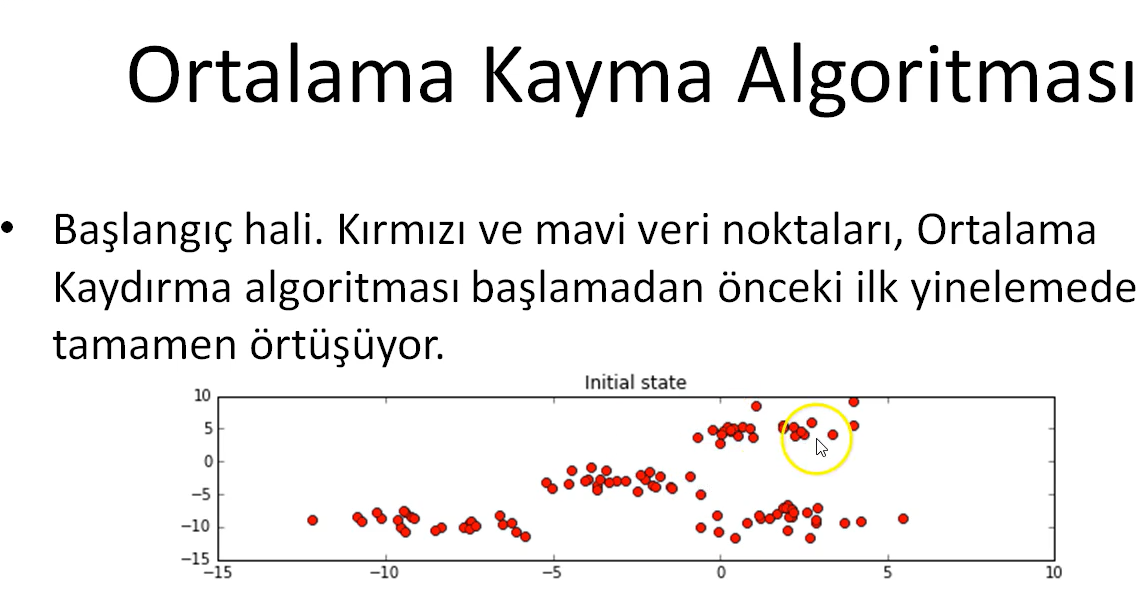 Ortalama Kayma Algoritması
• Başlangıç hali. Kırmızı ve mavi veri noktaları, Ortalama
Kaydırma algoritması başlamadan önceki ilk yinelemede
tamamen örtüşüyor.
Initial state
10
5
0
−5
−10
−15
−15 −10 −5 0 5 10